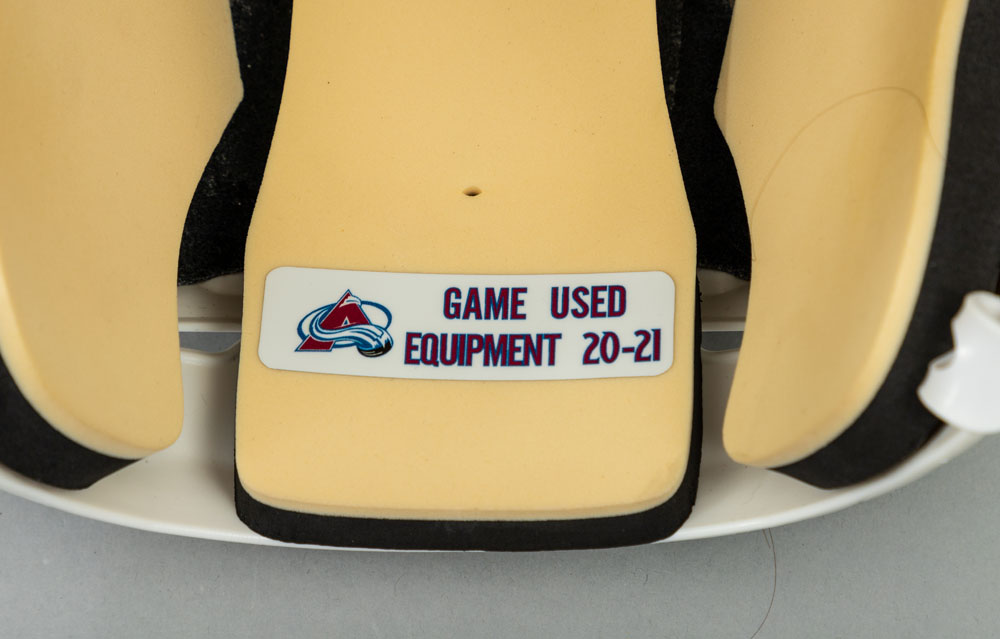 GAME USED
EQUIPMENT 20-21